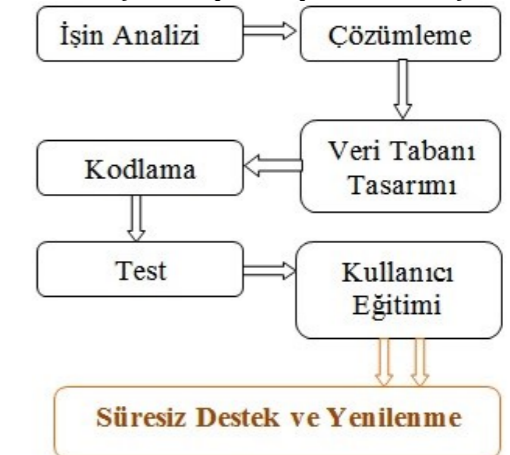 İşin Analizi
Çözümleme
Veri Tabanı
Tasarımı
Kodlama
Test
Kullanıcı
Eğitimi
Süresiz Destek ve Yenilenme